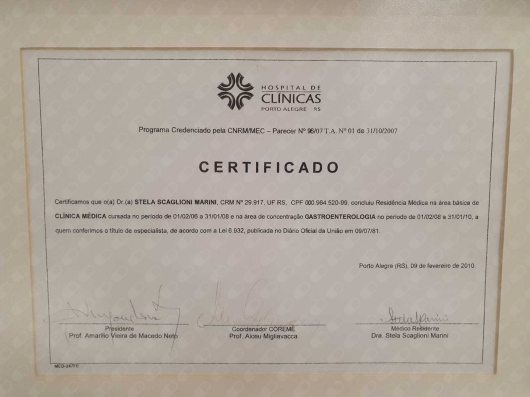 HOSPITAL DE
CLÍNICAS
PORTO ALEGRE RS
Programa Credenciado pela CNRM/MEC – Parecer Nº 96/07 T.A. Nº 61 de 31/10/2007
CERTIFICADO
Certificamos que o(a) Dr.(a) STELA SCAGLIONI MARINI, CRM Nº 29.917, UF RS, CPF 000.984.520-99, concluiu Residência Médica na área básica de
CLÍNICA MÉDICA cursada no período de 01/02/06 a 31/01/08 e na área de concentração GASTROENTEROLOGIA no período de 01/02/08 a 31/01/10, a
quem conferimos o título de especialista, de acordo com a Lei 6.932, publicada no Diário Oficial da União em 09/07/81.
Porto Alegre (RS), 09 de fevereiro de 2010.
Presidente
Prof. Amarílio Vieira de Macedo Neto
Coordenador COREME
Prof. Alceu Migliavacca
Stela Marini
Médico Residente
Dra. Stela Scaglioni Marini